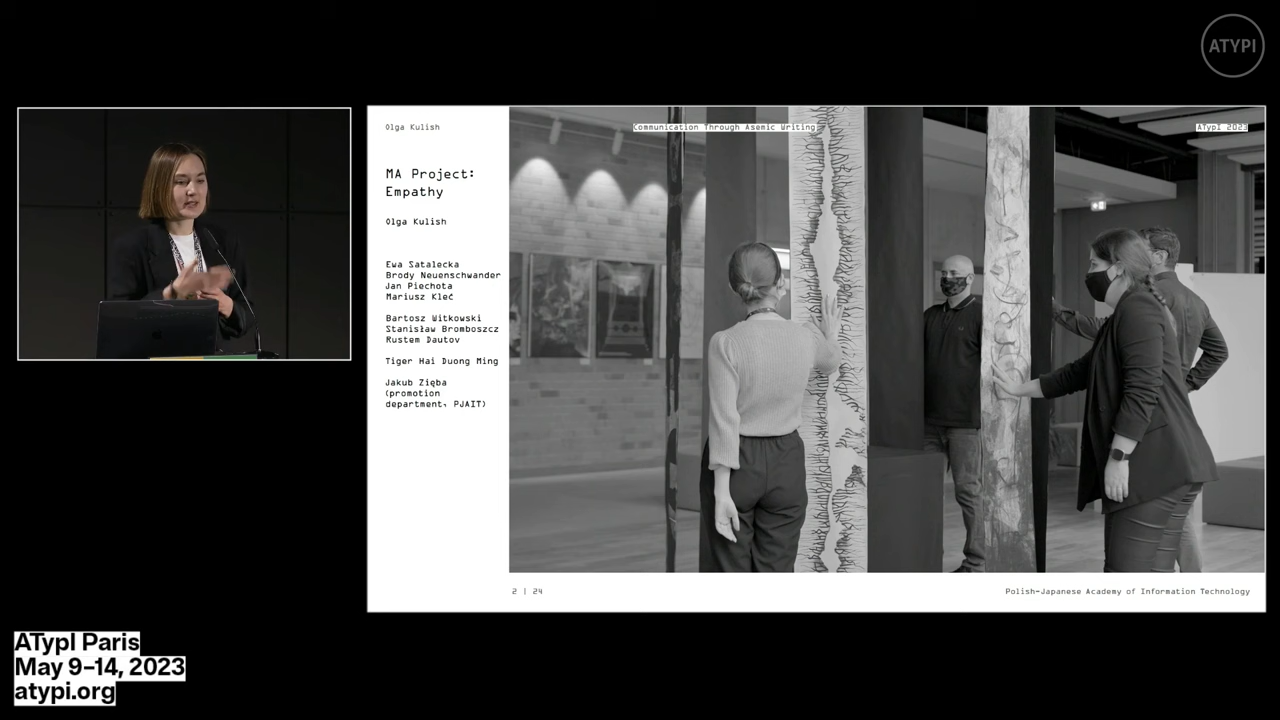 ATYPI
Olga Kulish
Communication Through Asemic Writing
ATypI 2023
MA Project:
Empathy
Olga Kulish
Ewa Satalecka
Brody Neuenschwander
Jan Piechota
Mariusz Kleć
Bartosz Witkowski
Stanisław Bromboszcz
Rustem Dautov
Tiger Hai Duong Ming
Jakub Zięba
(promotion
department, PJAIT)
2 | 24
Polish-Japanese Academy of Information Technology
ATypI Paris
May 9–14, 2023
atypi.org